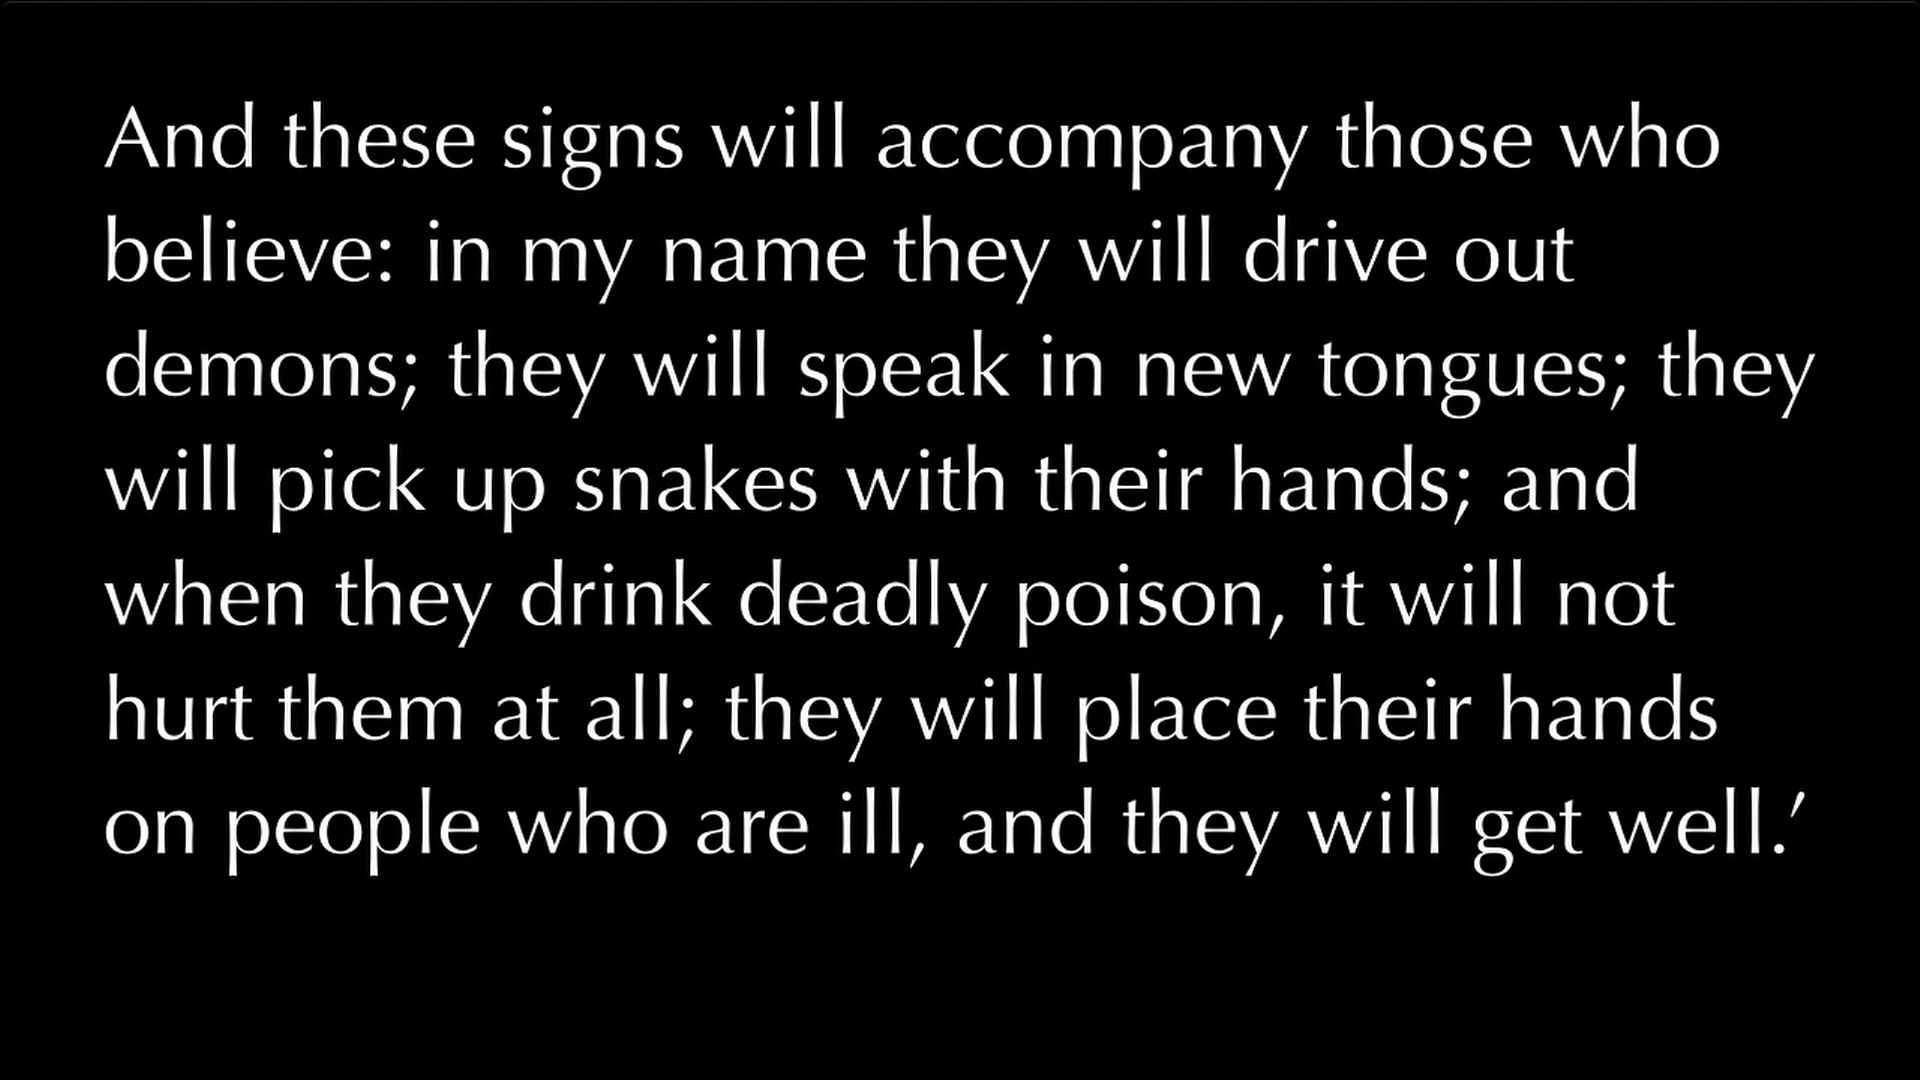 And these signs will accompany those who
believe: in my name they will drive out
demons; they will speak in new tongues; they
will pick up snakes with their hands; and
when they drink deadly poison, it will not
hurt them at all; they will place their hands
on people who are ill, and they will get well.’